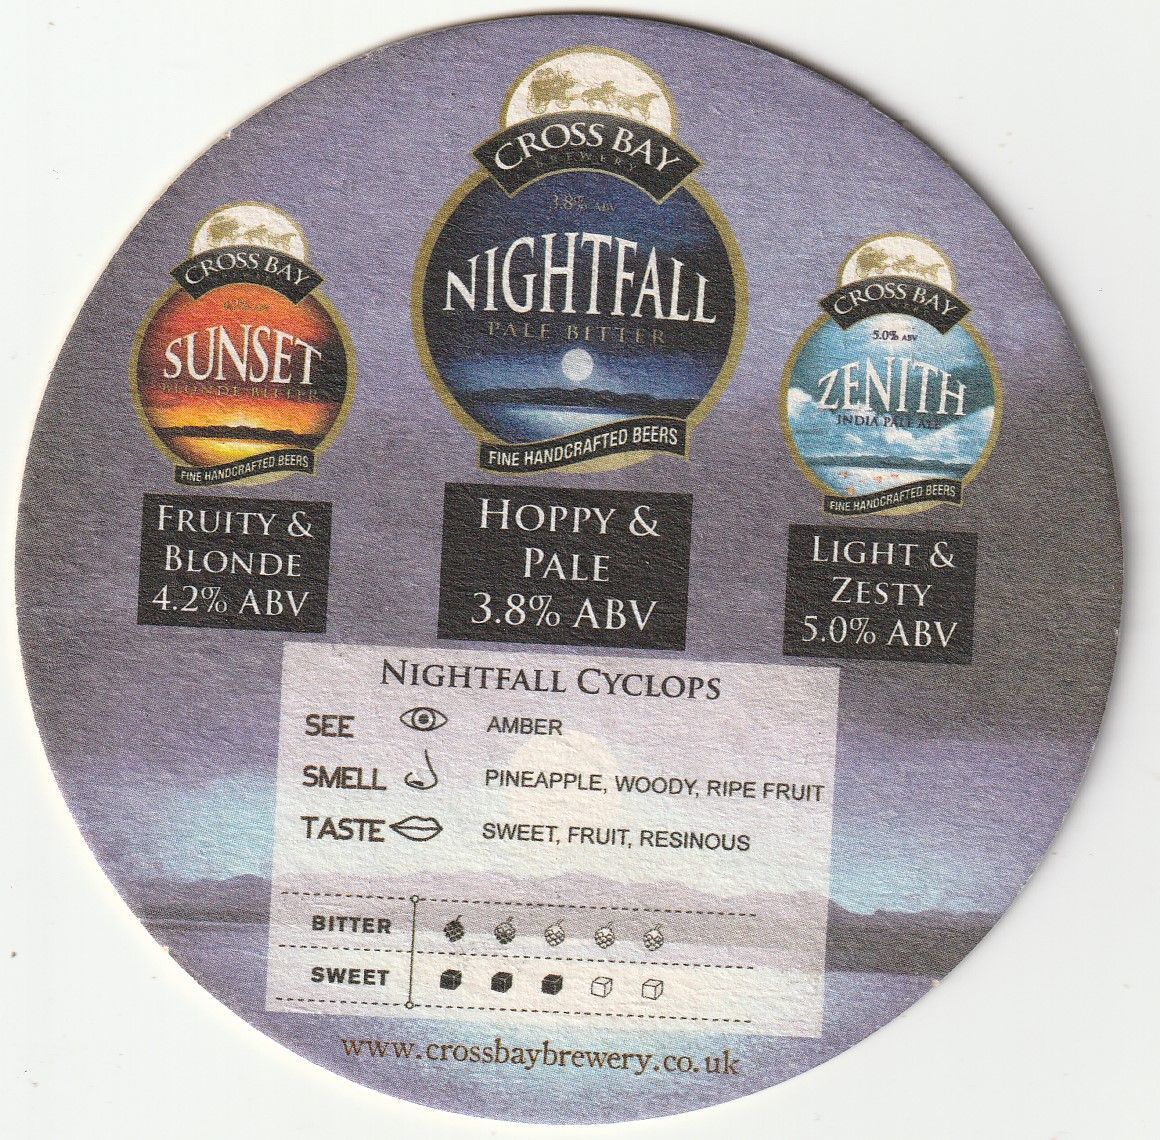 CROSS BAY
BREWERY
3.8% ABV
NIGHTFALL
PALE BITTER
FINE HANDCRAFTED BEERS
CROSS BAY
SUNSET
BLONDE BITTER
FINE HANDCRAFTED BEERS
CROSS BAY
5.0% ABV
ZENITH
INDIA PALE ALE
FINE HANDCRAFTED BEERS
FRUITY &
BLONDE
4.2% ABV
HOPPY &
PALE
3.8% ABV
LIGHT &
ZESTY
5.0% ABV
NIGHTFALL CYCLOPS
SEE AMBER
SMELL PINEAPPLE, WOODY, RIPE FRUIT
TASTE SWEET, FRUIT, RESINOUS
BITTER
SWEET
www.crossbaybrewery.co.uk